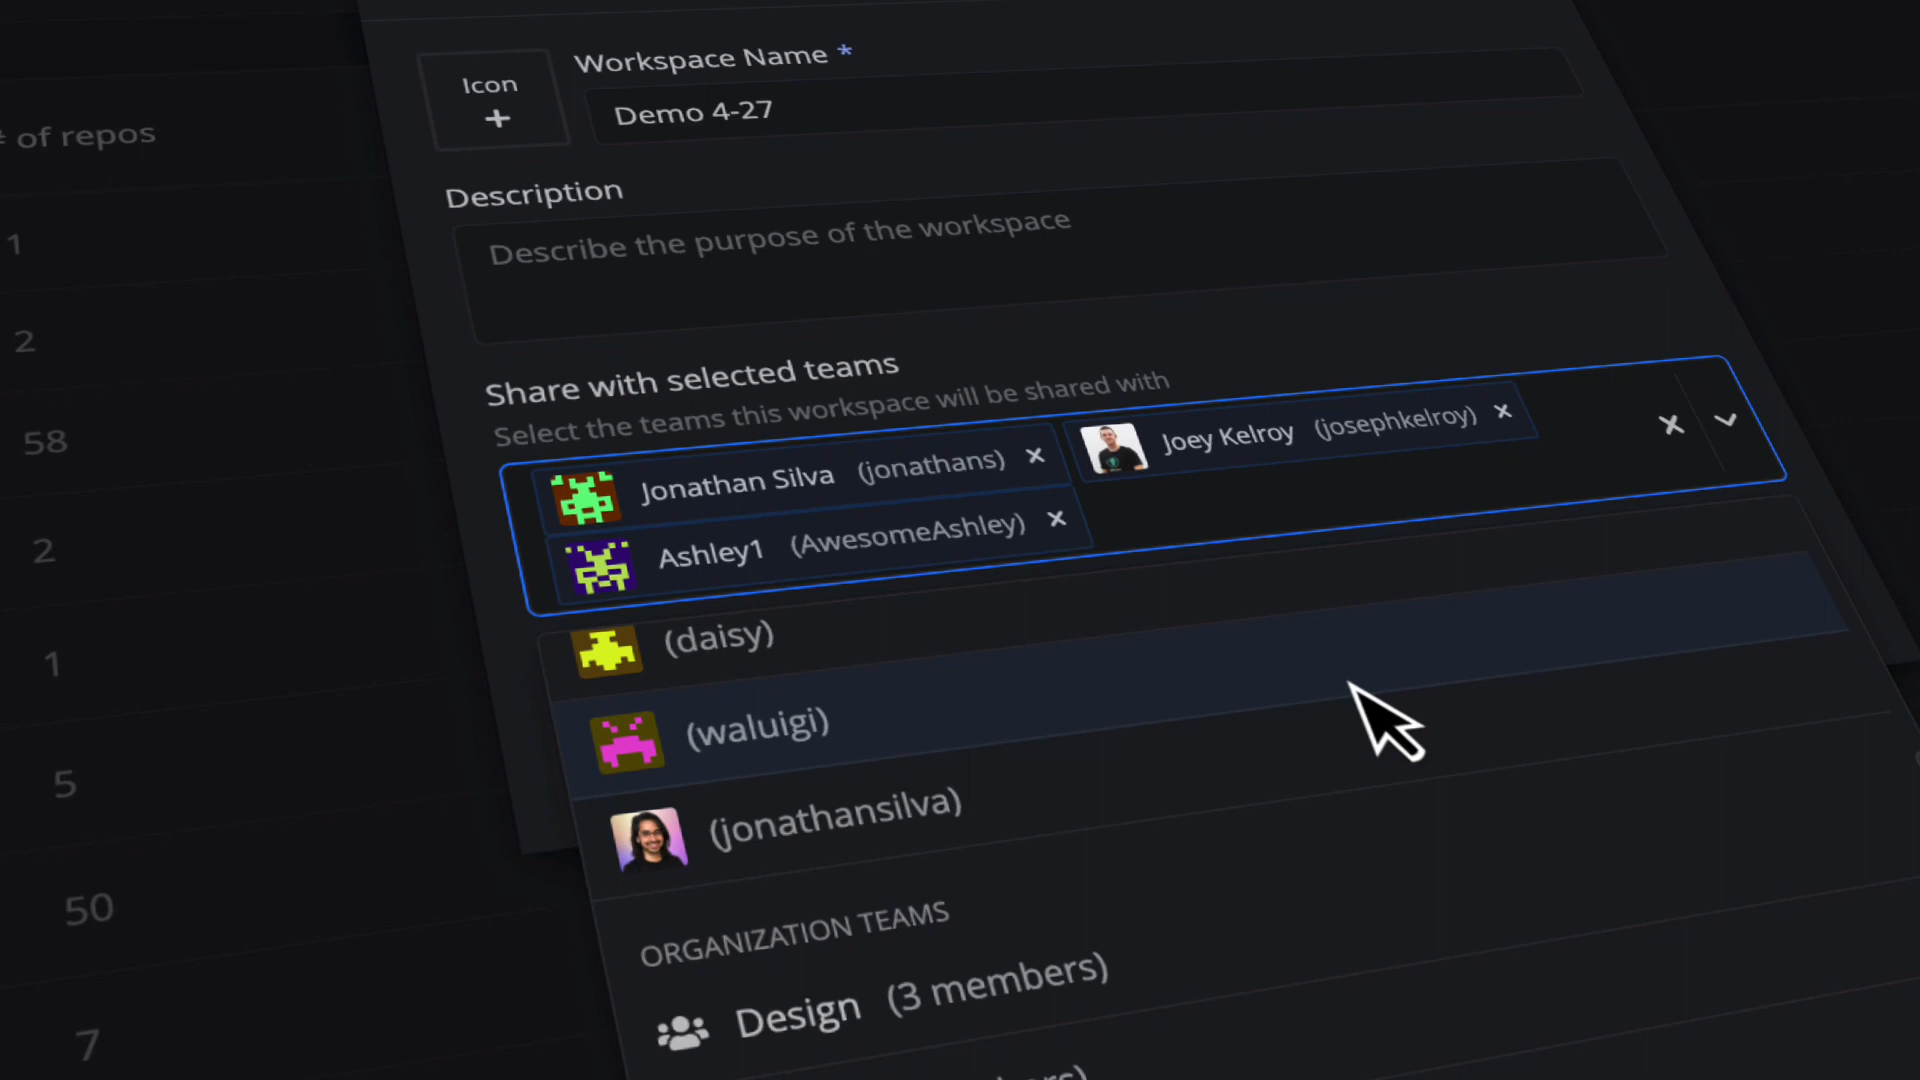 # of repos
1
2
58
2
1
5
50
7
Icon
+
Workspace Name *
Demo 4-27
Description
Describe the purpose of the workspace
Share with selected teams
Select the teams this workspace will be shared with
Jonathan Silva (jonathans)
Joey Kelroy (josephkelroy)
Ashley1 (AwesomeAshley)
(daisy)
(waluigi)
(jonathansilva)
ORGANIZATION TEAMS
Design (3 members)